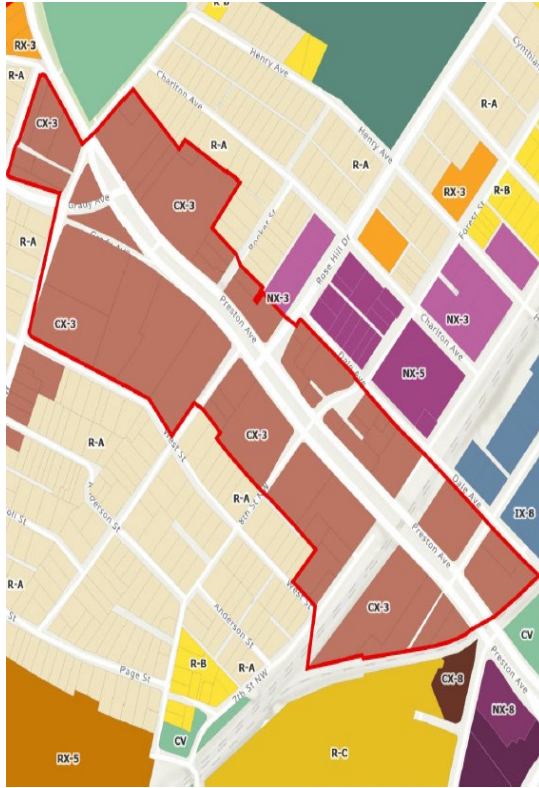 R-B
RX-3
Henry Ave
Cynthian
R-A
Charlton Ave
R-A
CX-3
R-A
Henry Ave
R-A
RX-3
R-B
Grady Ave
CX-3
Forest St
R-A
Grady Ave
Booker St
Rose Hill Dr
NX-3
Preston Ave
NX-3
CX-3
Charlton Ave
Dale Ave
NX-5
R-A
West St
CX-3
8th St NW
R-A
Dale Ave
Anderson St
IX-8
Preston Ave
R-A
West St
CX-3
Anderson St
CV
R-B
R-A
Page St
7th St NW
CX-8
Preston Ave
NX-8
CV
R-C
RX-5